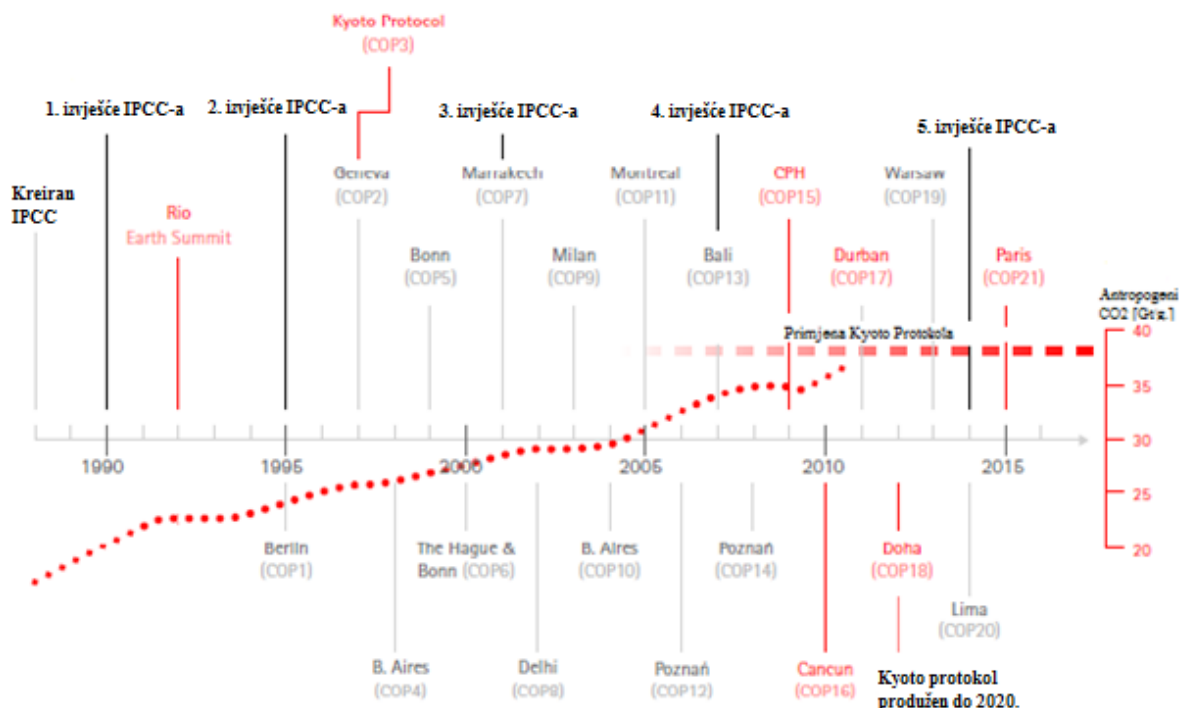 Kyoto Protocol
(COP3)
1. izvješće IPCC-a
2. izvješće IPCC-a
3. izvješće IPCC-a
4. izvješće IPCC-a
5. izvješće IPCC-a
Kreiran
IPCC
Rio
Earth Summit
Geneva
(COP2)
Bonn
(COP5)
Marrakech
(COP7)
Milan
(COP9)
Montreal
(COP11)
Bali
(COP13)
CPH
(COP15)
Durban
(COP17)
Warsaw
(COP19)
Paris
(COP21)
Antropogeni
CO2 [Gt/g.]
Primjena Kyoto Protokola
40
35
30
25
20
1990
1995
2000
2005
2010
2015
Berlin
(COP1)
B. Aires
(COP4)
The Hague &
Bonn (COP6)
Delhi
(COP8)
B. Aires
(COP10)
Poznań
(COP12)
Poznań
(COP14)
Cancun
(COP16)
Doha
(COP18)
Lima
(COP20)
Kyoto protokol
produžen do 2020.